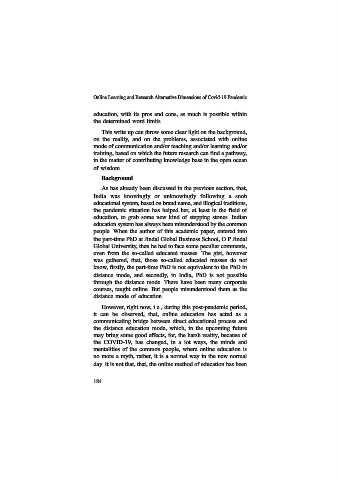 Online Learning and Research Alternative Dimensions of Covid-19 Pandemic
education, with its pros and cons, as much is possible within
the determined word limits.
This write up can throw some clear light on the background,
on the reality, and on the problems, associated with online
mode of communication and/or teaching and/or learning and/or
training, based on which the future research can find a pathway,
in the matter of contributing knowledge base in the open ocean
of wisdom.
Background
As has already been discussed in the previous section, that,
India was knowingly or unknowingly following a snob
educational system, based on brand name, and illogical traditions,
the pandemic situation has helped her, at least in the field of
education, to grab some new kind of stepping stones. Indian
education system has always been misunderstood by the common
people. When the author of this academic paper, entered into
the part-time PhD at Jindal Global Business School, O P Jindal
Global University, then he had to face some peculiar comments,
even from the so-called educated masses. The gist, however
was gathered, that, those so-called educated masses do not
know, firstly, the part-time PhD is not equivalent to the PhD in
distance mode, and secondly, in India, PhD is not possible
through the distance mode. There have been many corporate
courses, taught online. But people misunderstood them as the
distance mode of education.
However, right now, i.e., during this post-pandemic period,
it can be observed, that, online education has acted as a
communicating bridge between direct educational process and
the distance education mode, which, in the upcoming future
may bring some good effects, for, the harsh reality, because of
the COVID-19, has changed, in a lot ways, the minds and
mentalities of the common people, where online education is
no more a myth, rather, it is a normal way in the new normal
day. It is not that, that, the online method of education has been
184